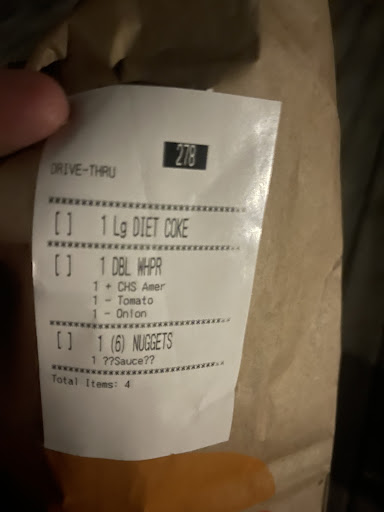 278
DRIVE-THRU
[ ] 1 Lg DIET COKE
[ ] 1 DBL WHPR
1 + CHS Amer
1 - Tomato
1 - Onion
[ ] 1 (6) NUGGETS
1 ??Sauce??
Total Items: 4